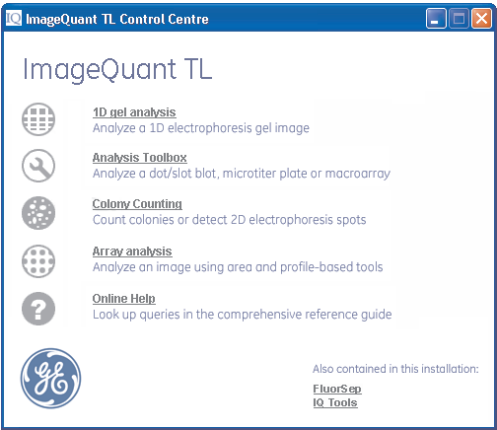 IQ ImageQuant TL Control Centre
ImageQuant TL
1D gel analysis
Analyze a 1D electrophoresis gel image
Analysis Toolbox
Analyze a dot/slot blot, microtiter plate or macroarray
Colony Counting
Count colonies or detect 2D electrophoresis spots
Array analysis
Analyze an image using area and profile-based tools
?
Online Help
Look up queries in the comprehensive reference guide
GE
Also contained in this installation:
FluorSep
IQ Tools